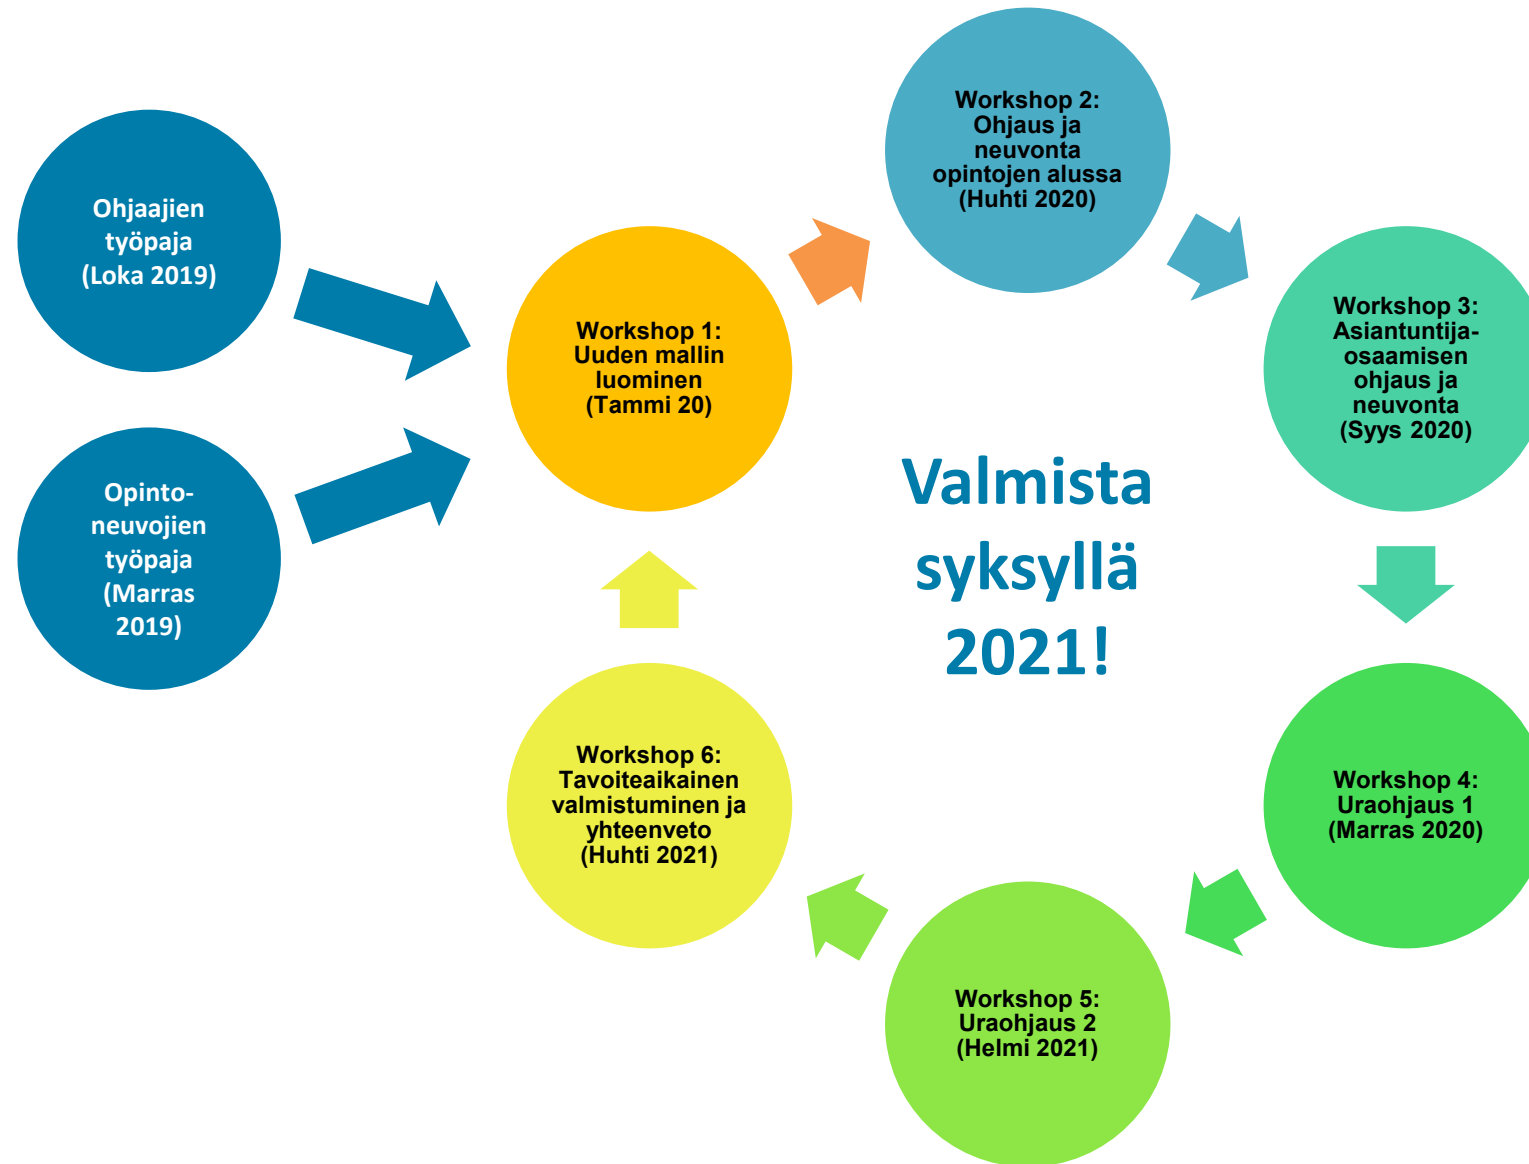 Ohjaajien
työpaja
(Loka 2019)
Opinto-
neuvojien
työpaja
(Marras
2019)
Workshop 1:
Uuden mallin
luominen
(Tammi 20)
Workshop 2:
Ohjaus ja
neuvonta
opintojen alussa
(Huhti 2020)
Workshop 3:
Asiantuntija-
osaamisen
ohjaus ja
neuvonta
(Syys 2020)
Workshop 4:
Uraohjaus 1
(Marras 2020)
Workshop 5:
Uraohjaus 2
(Helmi 2021)
Workshop 6:
Tavoiteaikainen
valmistuminen ja
yhteenveto
(Huhti 2021)
Valmista
syksyllä
2021!